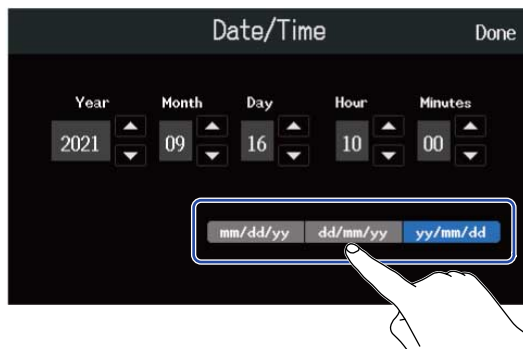 Date/Time Done
Year Month Day Hour Minutes
2021 09 16 10 00
mm/dd/yy dd/mm/yy yy/mm/dd